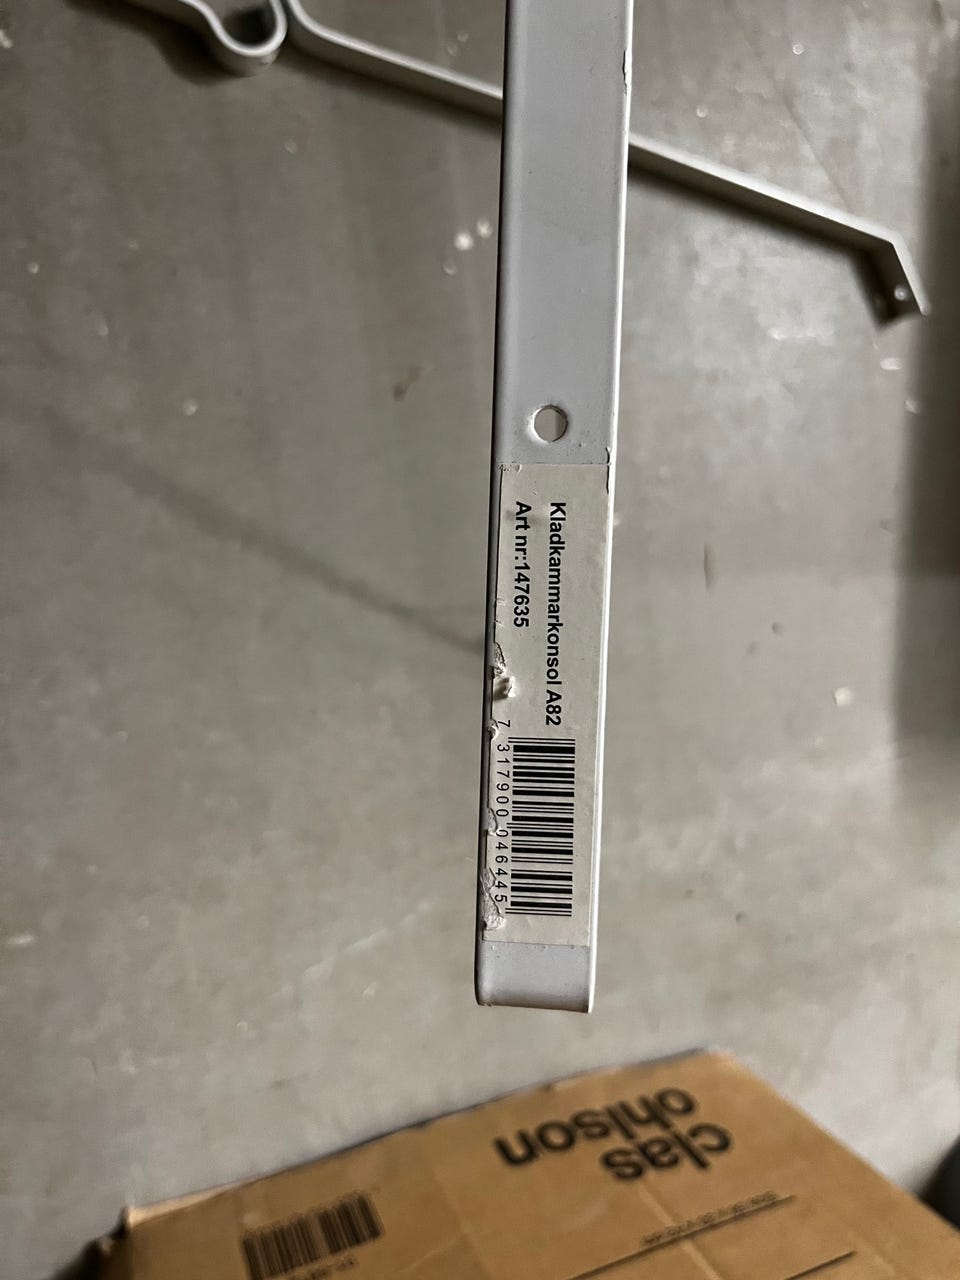 Kladkammarkonsol A82
Art nr:147635
7 317900 046445
clas
ohlson